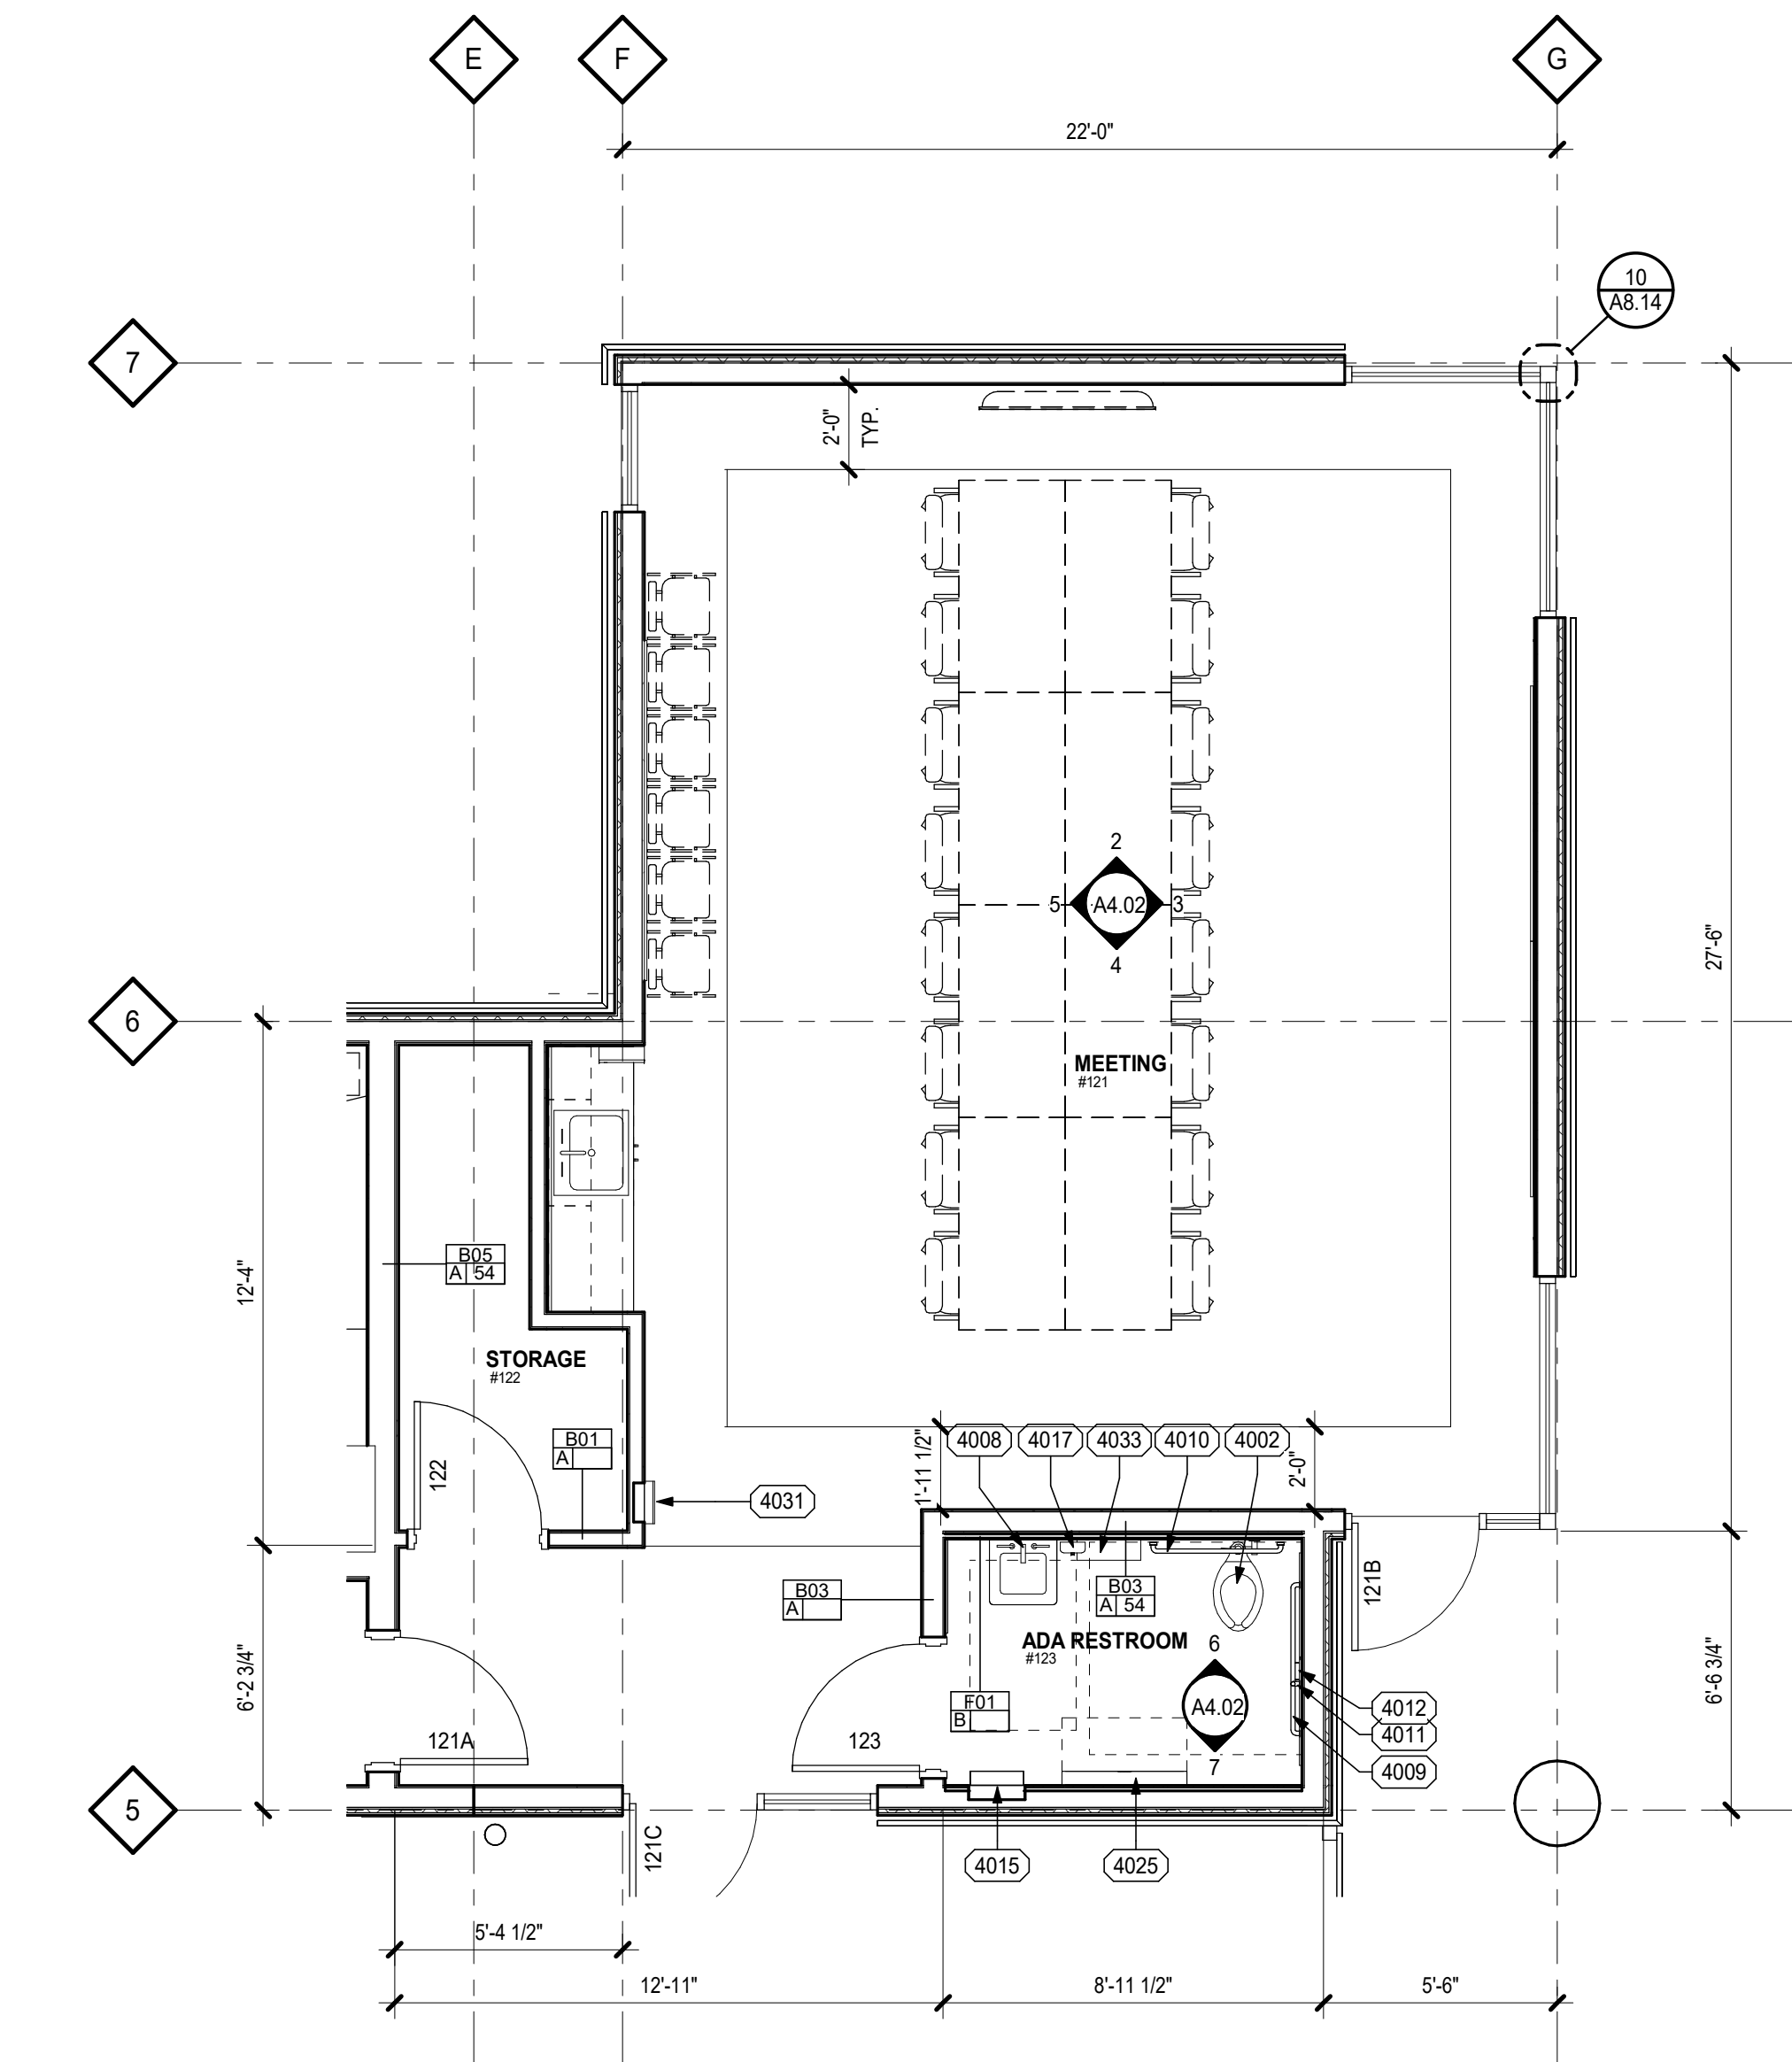 E
F
G
22'-0"
10
A8.14
7
2'-0"
TYP.
2
5
A4.02
3
4
27'-6"
6
MEETING
#121
B05
A 54
12'-4"
STORAGE
#122
122
B01
A
4031
1'-11 1/2"
4008
4017
4033
4010
4002
2'-0"
B03
A
B03
A 54
121B
ADA RESTROOM
#123
6
A4.02
7
F01
B
4012
4011
4009
6'-2 3/4"
6'-6 3/4"
121A
123
5
121C
4015
4025
5'-4 1/2"
12'-11"
8'-11 1/2"
5'-6"